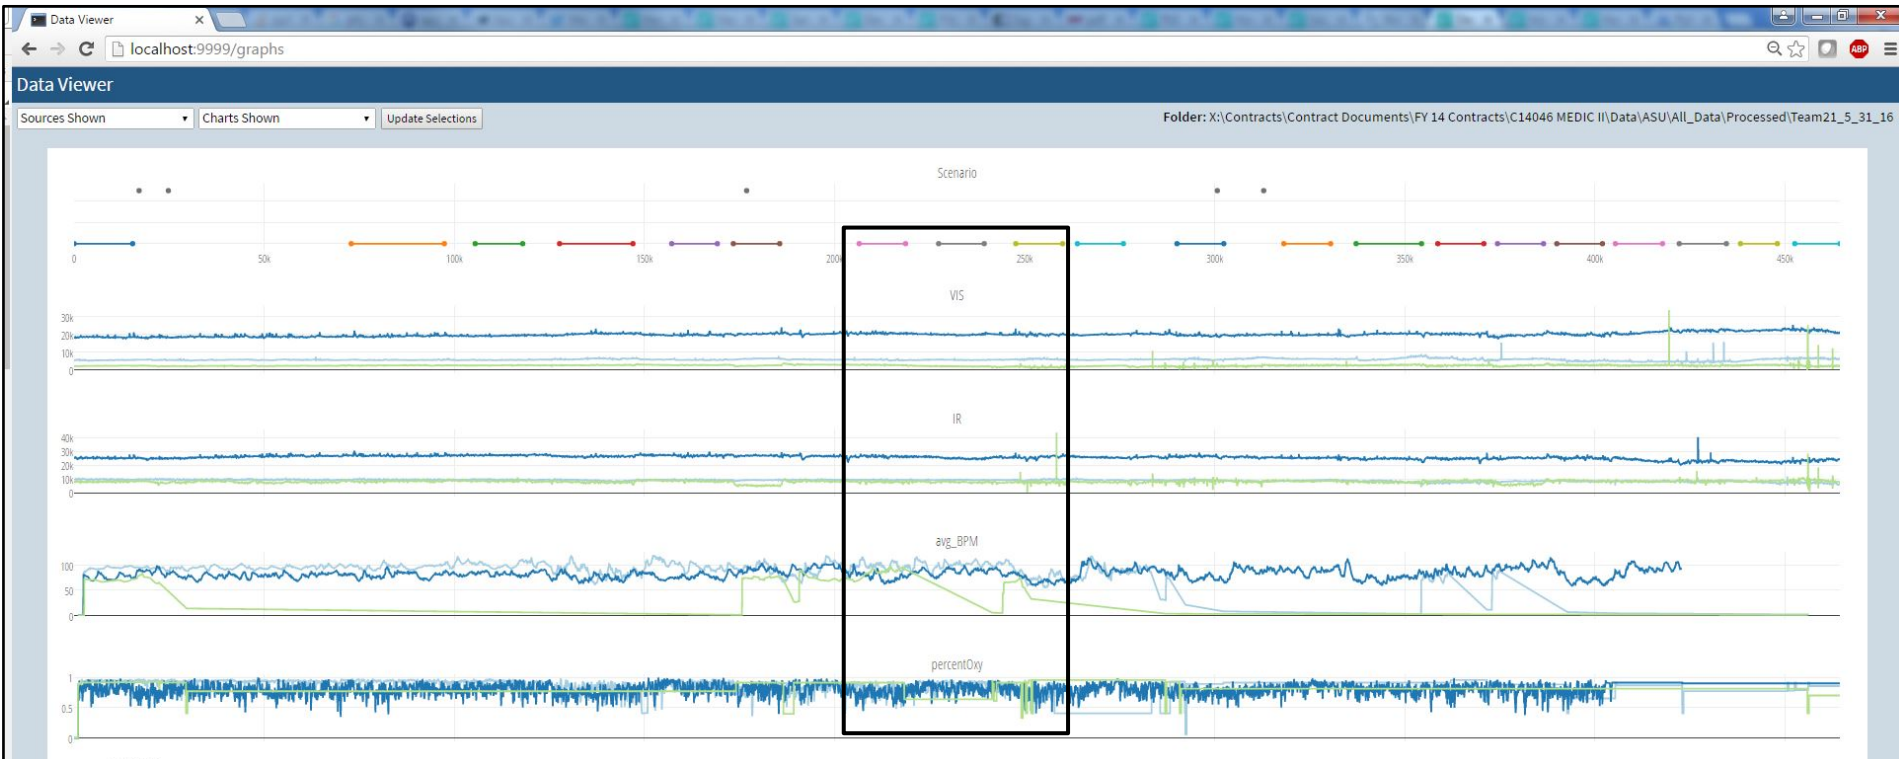 Data Viewer
localhost:9999/graphs
ABP
Data Viewer
Sources Shown Charts Shown Update Selections Folder: X:\Contracts\Contract Documents\FY 14 Contracts\C14046 MEDIC II\Data\ASU\All_Data\Processed\Team21_5_31_16
Scenario
0 50k 100k 150k 200k 250k 300k 350k 400k 450k
VIS
30k
20k
10k
0
IR
40k
30k
20k
10k
0
avg_BPM
100
50
0
percentOxy
1
0.5
0